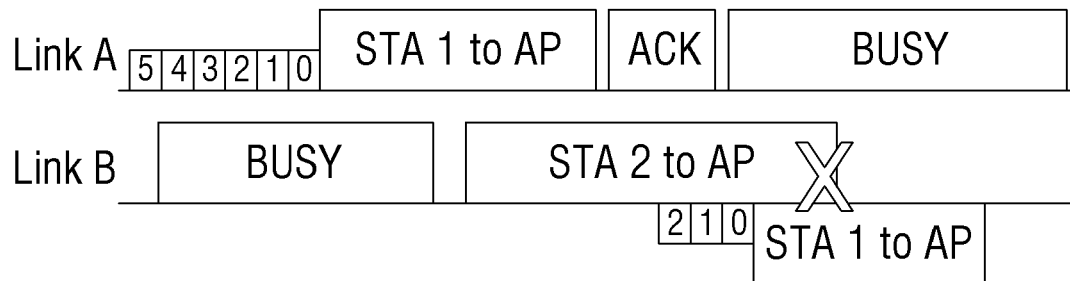 Link A 5 4 3 2 1 0 STA 1 to AP ACK BUSY
Link B BUSY STA 2 to AP X
2 1 0 STA 1 to AP